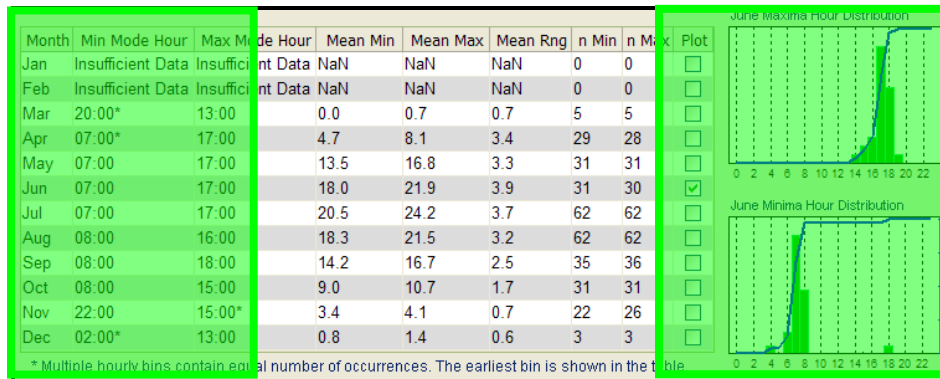 June Maxima Hour Distribution
Month Min Mode Hour Max Mode Hour Mean Min Mean Max Mean Rng n Min n Max Plot
Jan Insufficient Data Insufficient Data NaN NaN NaN 0 0
Feb Insufficient Data Insufficient Data NaN NaN NaN 0 0
Mar 20:00* 13:00 0.0 0.7 0.7 5 5
Apr 07:00* 17:00 4.7 8.1 3.4 29 28
May 07:00 17:00 13.5 16.8 3.3 31 31
Jun 07:00 17:00 18.0 21.9 3.9 31 30
Jul 07:00 17:00 20.5 24.2 3.7 62 62
Aug 08:00 16:00 18.3 21.5 3.2 62 62
Sep 08:00 18:00 14.2 16.7 2.5 35 36
Oct 08:00 15:00 9.0 10.7 1.7 31 31
Nov 22:00 15:00* 3.4 4.1 0.7 22 26
Dec 02:00* 13:00 0.8 1.4 0.6 3 3
* Multiple hourly bins contain equal number of occurrences. The earliest bin is shown in the table
0 2 4 6 8 10 12 14 16 18 20 22
June Minima Hour Distribution
0 2 4 6 8 10 12 14 16 18 20 22